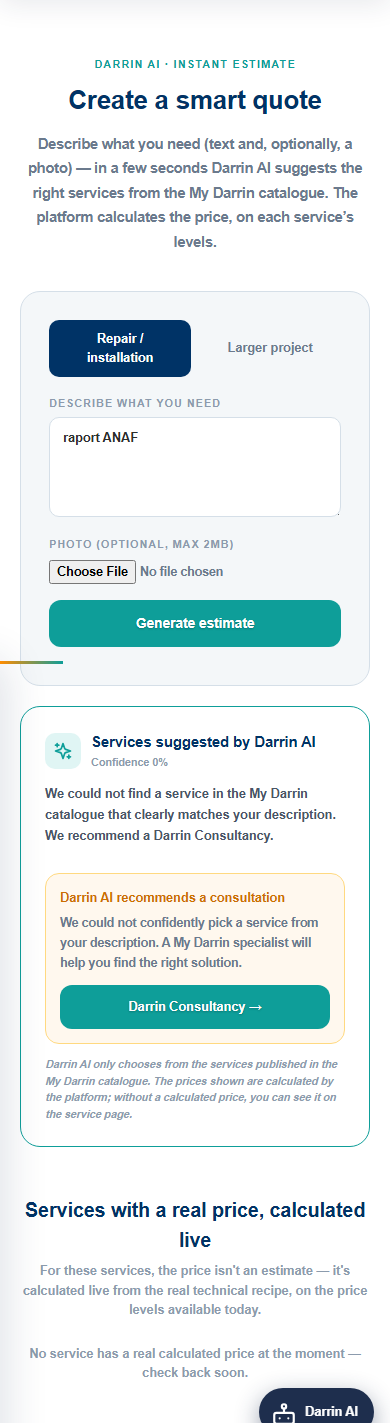 DARRIN AI · INSTANT ESTIMATE
Create a smart quote
Describe what you need (text and, optionally, a
photo) — in a few seconds Darrin AI suggests the
right services from the My Darrin catalogue. The
platform calculates the price, on each service's
levels.
Repair /
installation
Larger project
DESCRIBE WHAT YOU NEED
raport ANAF
PHOTO (OPTIONAL, MAX 2MB)
Choose File No file chosen
Generate estimate
Services suggested by Darrin AI
Confidence 0%
We could not find a service in the My Darrin
catalogue that clearly matches your description.
We recommend a Darrin Consultancy.
Darrin AI recommends a consultation
We could not confidently pick a service from
your description. A My Darrin specialist will
help you find the right solution.
Darrin Consultancy →
Darrin AI only chooses from the services published in the
My Darrin catalogue. The prices shown are calculated by
the platform; without a calculated price, you can see it on
the service page.
Services with a real price, calculated
live
For these services, the price isn't an estimate — it's
calculated live from the real technical recipe, on the price
levels available today.
No service has a real calculated price at the moment —
check back soon.
Darrin AI